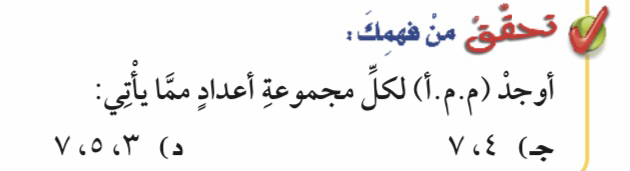 تحقّقْ منْ فهمِكَ :
أوجدْ (م.م.أ) لكلِّ مجموعةِ أعدادٍ ممَّا يأْتِي:
جـ) ٤، ٧ د) ٣، ٥، ٧